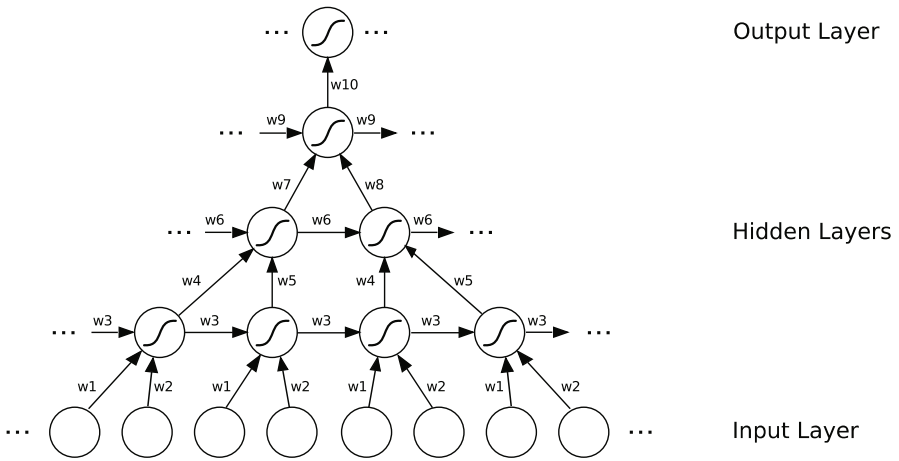 ... ... Output Layer
w10
... w9 w9 ...
w7 w8
... w6 w6 w6 ... Hidden Layers
w4 w5 w4 w5
... w3 w3 w3 w3 w3 ...
w1 w2 w1 w2 w1 w2 w1 w2
... ... Input Layer